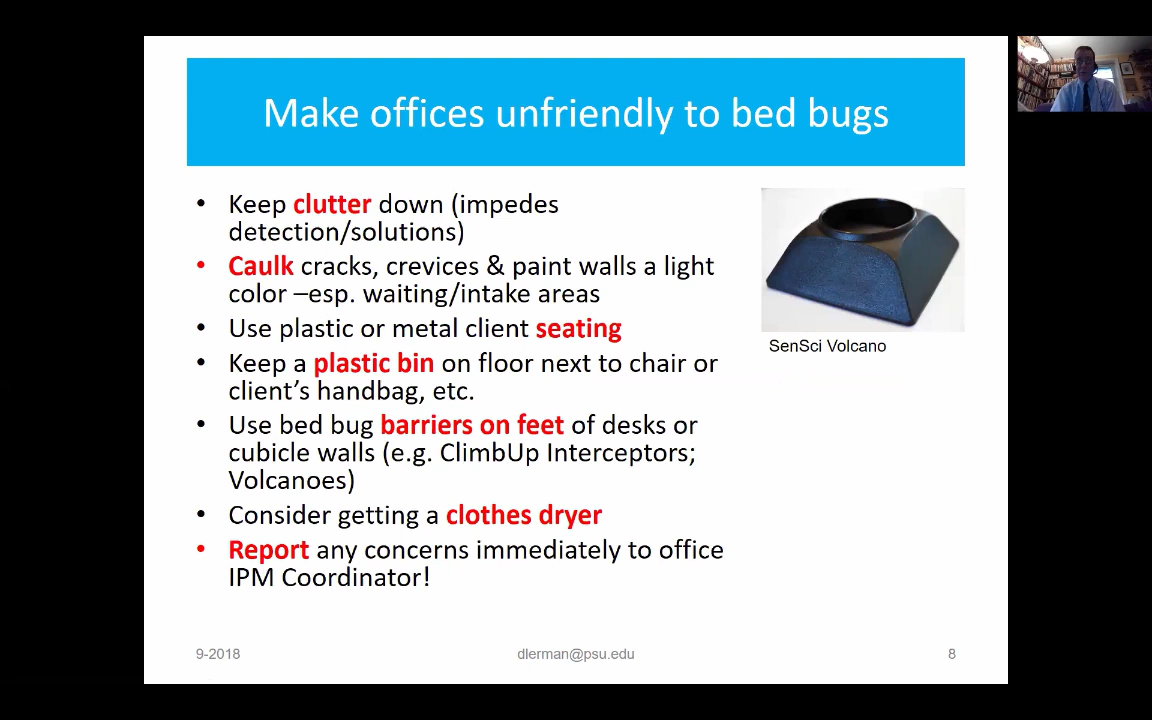 Make offices unfriendly to bed bugs
• Keep clutter down (impedes
detection/solutions)
• Caulk cracks, crevices & paint walls a light
color –esp. waiting/intake areas
• Use plastic or metal client seating
• Keep a plastic bin on floor next to chair or
client's handbag, etc.
• Use bed bug barriers on feet of desks or
cubicle walls (e.g. ClimbUp Interceptors;
Volcanoes)
• Consider getting a clothes dryer
• Report any concerns immediately to office
IPM Coordinator!
SenSci Volcano
9-2018
dlerman@psu.edu
8